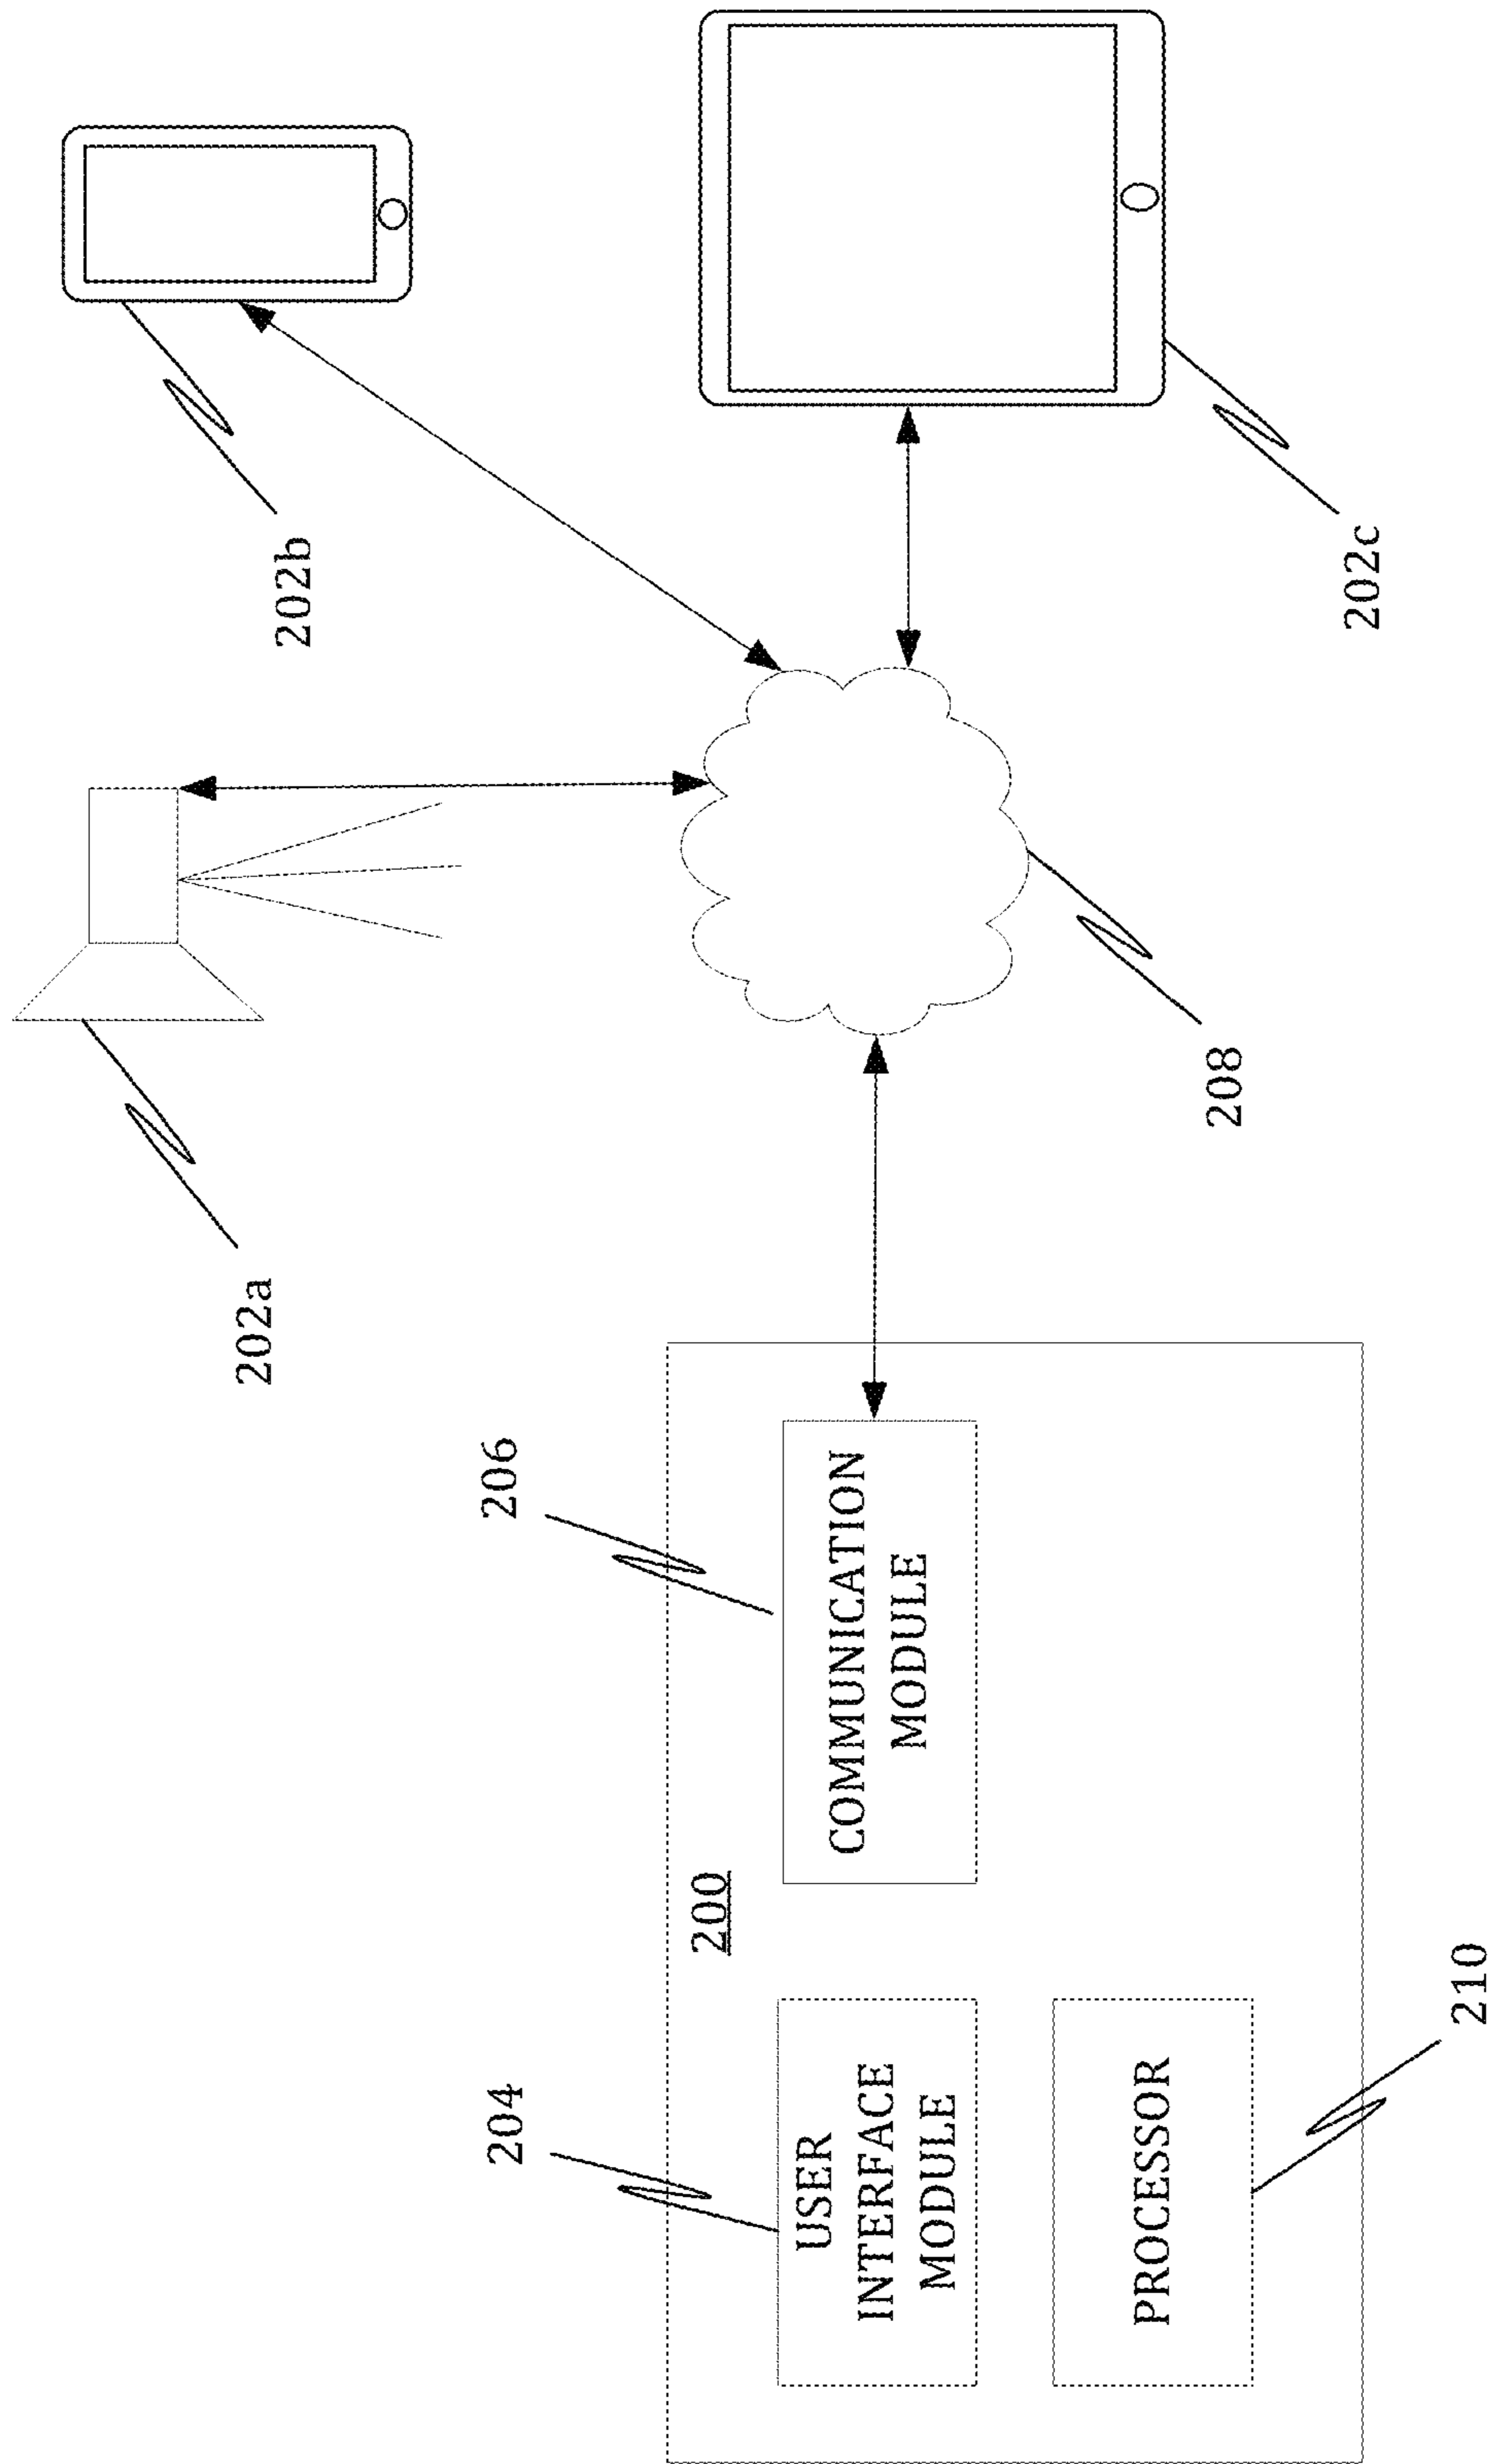 202a
202b
204
206
200
USER
INTERFACE
MODULE
COMMUNICATION
MODULE
PROCESSOR
208
202c
210